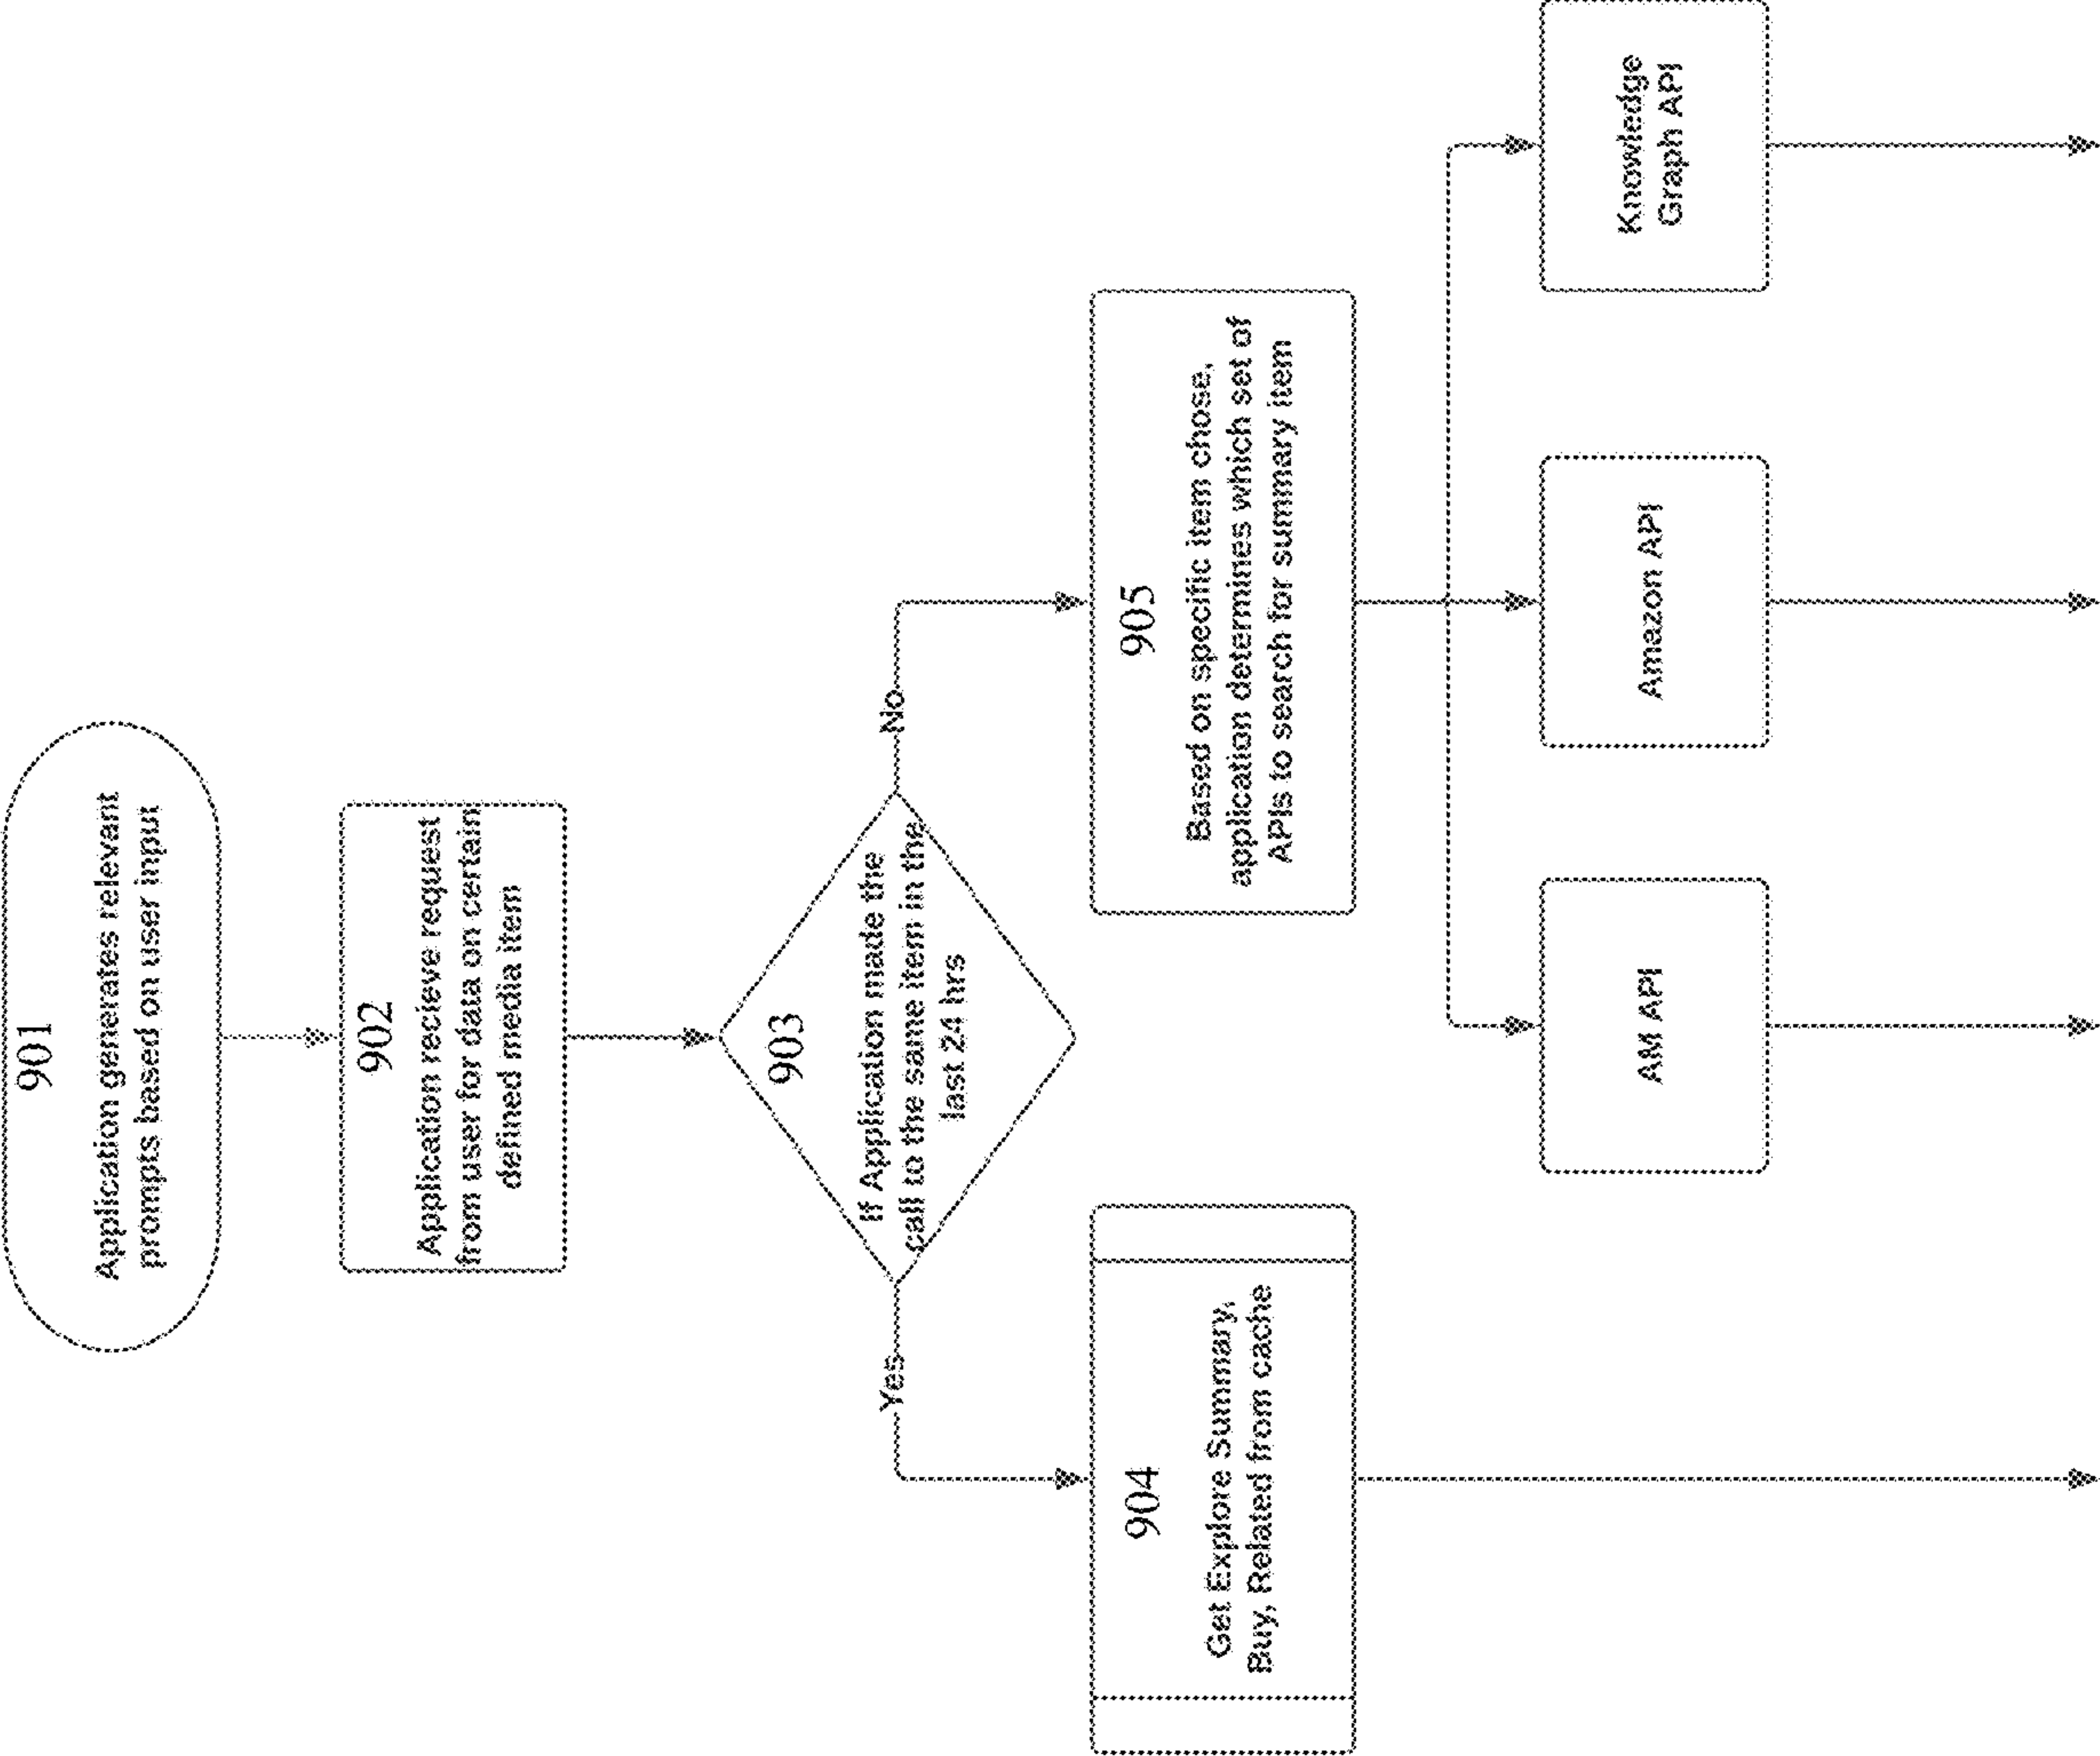 901
Application generates relevant
prompts based on user input
902
Application recieve request
from user for data on certain
defined media item
903
If Application made the
call to the same item in the
last 24 hrs
Yes
No
904
Get Explore Summary,
Buy, Related from cache
905
Based on specific item chose,
application determines which set of
APIs to search for summary item
AM API
Amazon API
Knowledge
Graph API